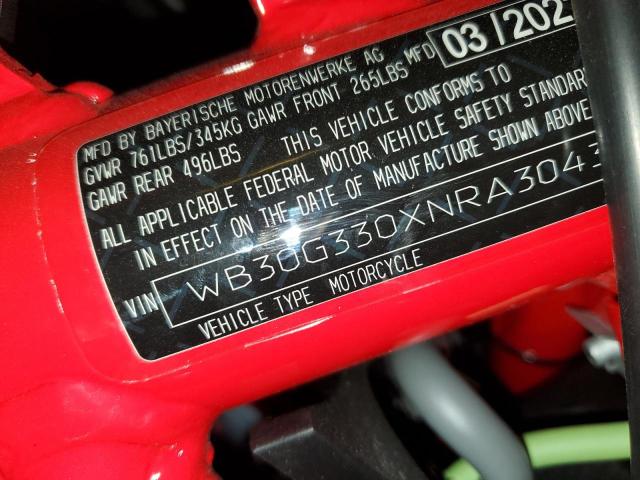 MFD BY BAYERISCHE MOTORENWERKE AG MFD 03/202
GVWR 761LBS/345KG GAWR FRONT 265LBS
GAWR REAR 496LBS THIS VEHICLE CONFORMS TO
ALL APPLICABLE FEDERAL MOTOR VEHICLE SAFETY STANDAR
IN EFFECT ON THE DATE OF MANUFACTURE SHOWN ABOVE
VIN WB30G330XNRA3043
VEHICLE TYPE MOTORCYCLE